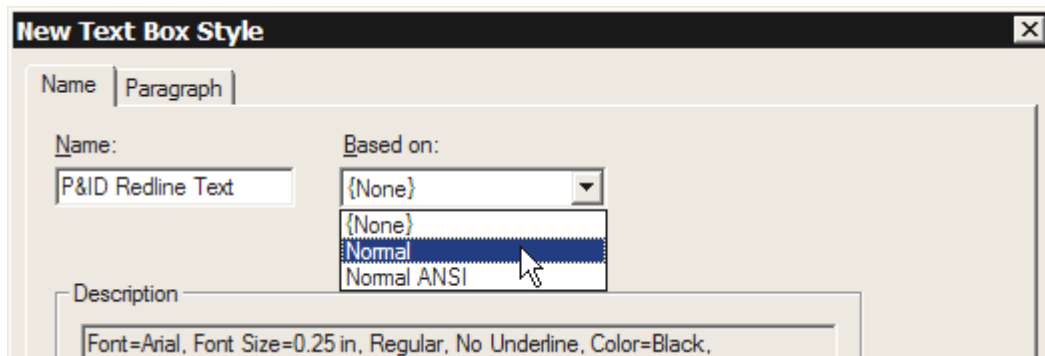 New Text Box Style
Name Paragraph
Name: Based on:
P&ID Redline Text {None}
{None}
Normal
Normal ANSI
Description
Font=Arial, Font Size=0.25 in, Regular, No Underline, Color=Black,